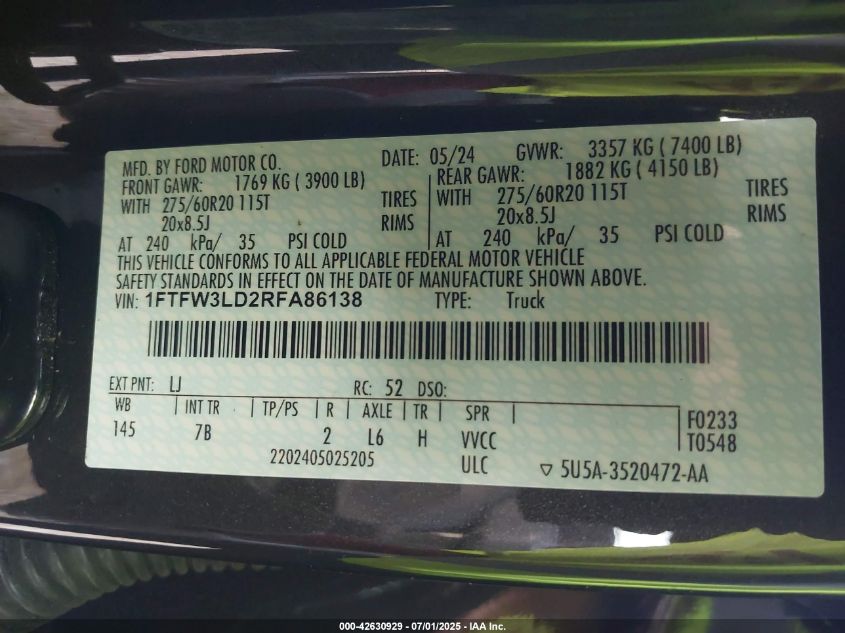 MFD. BY FORD MOTOR CO. DATE: 05/24 GVWR: 3357 KG ( 7400 LB)
FRONT GAWR: 1769 KG ( 3900 LB) REAR GAWR: 1882 KG ( 4150 LB)
WITH 275/60R20 115T TIRES WITH 275/60R20 115T TIRES
20x8.5J RIMS 20x8.5J RIMS
AT 240 kPa/ 35 PSI COLD AT 240 kPa/ 35 PSI COLD
THIS VEHICLE CONFORMS TO ALL APPLICABLE FEDERAL MOTOR VEHICLE
SAFETY STANDARDS IN EFFECT ON THE DATE OF MANUFACTURE SHOWN ABOVE.
VIN: 1FTFW3LD2RFA86138 TYPE: Truck
EXT PNT: LJ RC: 52 DSO:
WB INT TR TP/PS R AXLE TR SPR F0233
145 7B 2 L6 H VVCC T0548
2202405025205 ULC ▽ 5U5A-3520472-AA
000-42630929 - 07/01/2025 - IAA Inc.